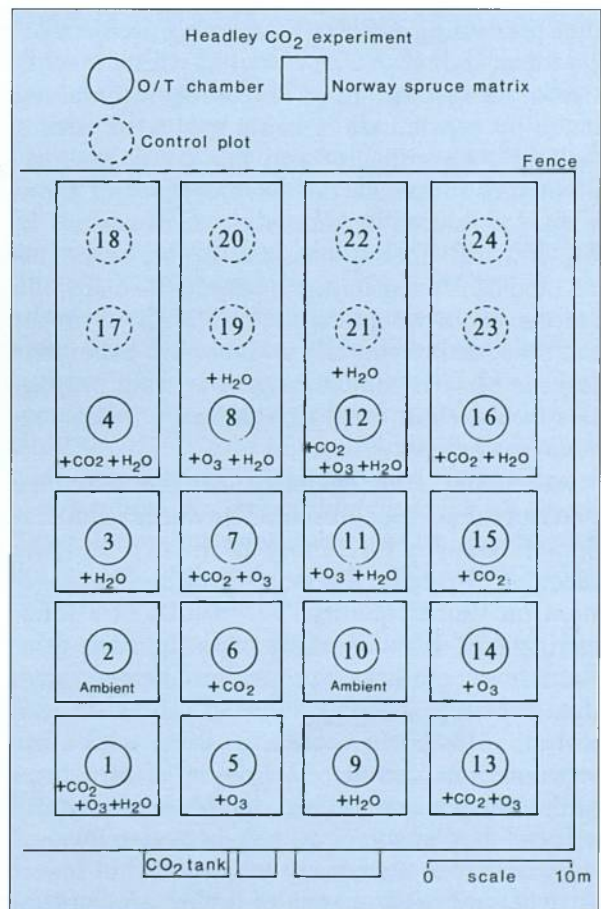 Headley CO₂ experiment
O/T chamber Norway spruce matrix
Control plot
Fence
18 20 22 24
17 19 21 23
+H₂O +H₂O
4 8 12 16
+CO2 +H₂O +O₃ +H₂O +CO₂ +CO₂ +H₂O
+O₃ +H₂O
3 7 11 15
+H₂O +CO₂ +O₃ +O₃ +H₂O +CO₂
2 6 10 14
Ambient +CO₂ Ambient +O₃
1 5 9 13
+CO₂
+O₃ +H₂O +O₃ +H₂O +CO₂ +O₃
CO₂ tank 0 scale 10m